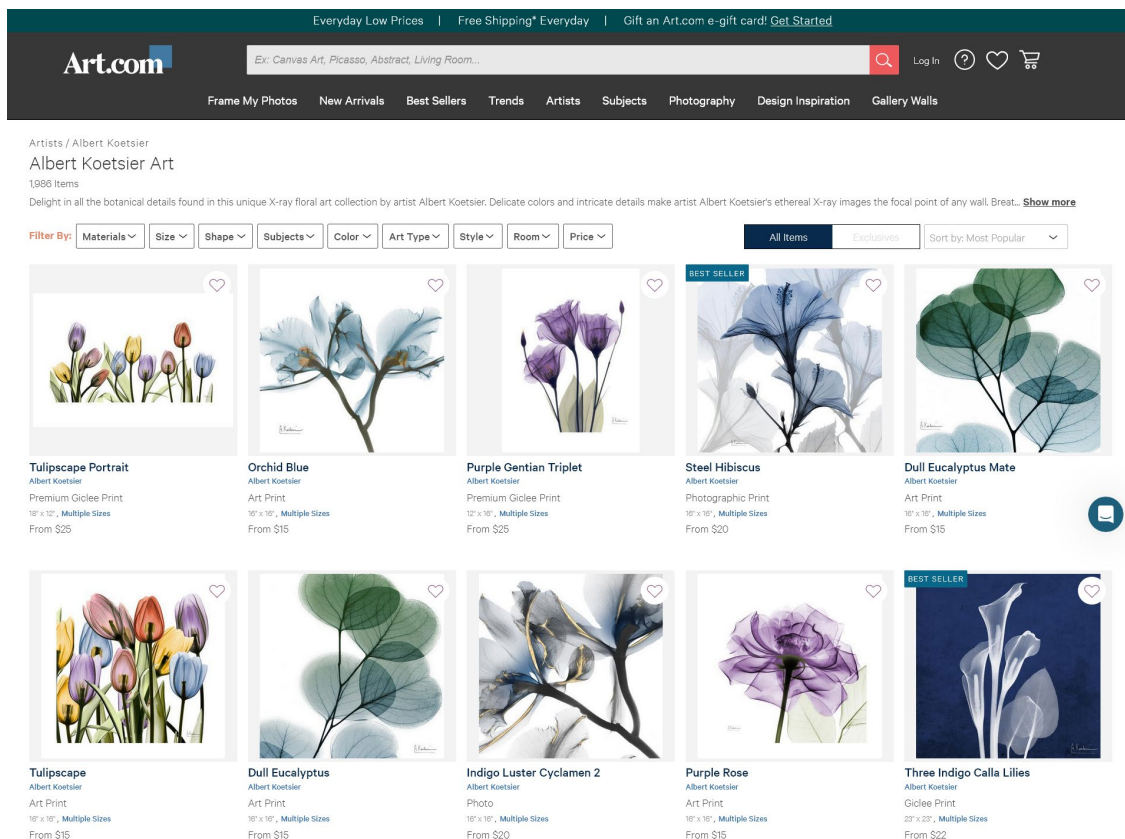 Everyday Low Prices | Free Shipping* Everyday | Gift an Art.com e-gift card! Get Started
Art.com
Ex: Canvas Art, Picasso, Abstract, Living Room...
Log In
Frame My Photos New Arrivals Best Sellers Trends Artists Subjects Photography Design Inspiration Gallery Walls
Artists / Albert Koetsier
Albert Koetsier Art
1,986 Items
Delight in all the botanical details found in this unique X-ray floral art collection by artist Albert Koetsier. Delicate colors and intricate details make artist Albert Koetsier's ethereal X-ray images the focal point of any wall. Breat... Show more
Filter By: Materials Size Shape Subjects Color Art Type Style Room Price
All Items Exclusives Sort by: Most Popular
BEST SELLER
Tulipscape Portrait
Albert Koetsier
Premium Giclee Print
18" x 12", Multiple Sizes
From $25
Orchid Blue
Albert Koetsier
Art Print
16" x 16", Multiple Sizes
From $15
Purple Gentian Triplet
Albert Koetsier
Premium Giclee Print
12" x 16", Multiple Sizes
From $25
Steel Hibiscus
Albert Koetsier
Photographic Print
16" x 16", Multiple Sizes
From $20
Dull Eucalyptus Mate
Albert Koetsier
Art Print
16" x 16", Multiple Sizes
From $15
BEST SELLER
Tulipscape
Albert Koetsier
Art Print
16" x 16", Multiple Sizes
From $15
Dull Eucalyptus
Albert Koetsier
Art Print
16" x 16", Multiple Sizes
From $15
Indigo Luster Cyclamen 2
Albert Koetsier
Photo
16" x 16", Multiple Sizes
From $20
Purple Rose
Albert Koetsier
Art Print
16" x 16", Multiple Sizes
From $15
Three Indigo Calla Lilies
Albert Koetsier
Giclee Print
23" x 23", Multiple Sizes
From $22